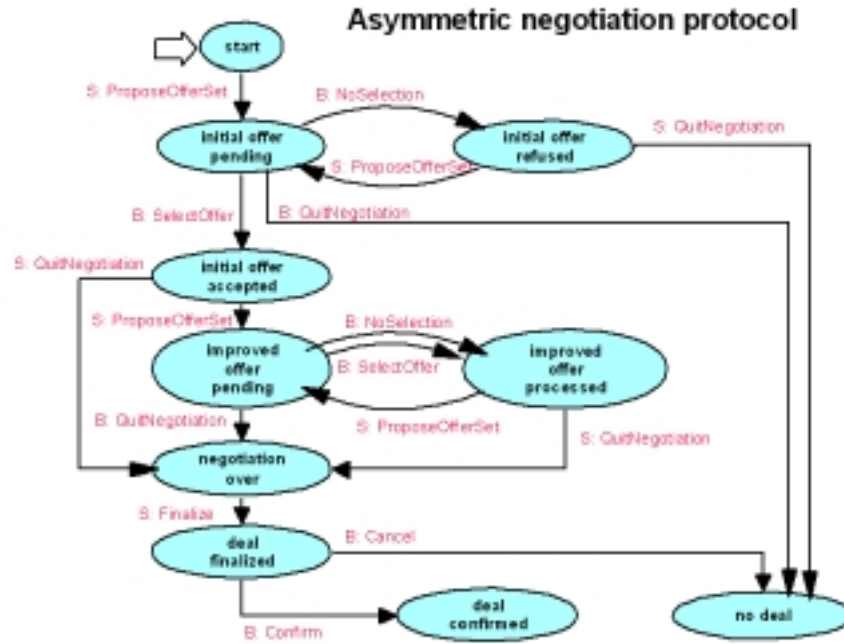 Asymmetric negotiation protocol
start
S: ProposeOfferSet
B: NoSelection
S: QuitNegotiation
initial offer
pending
initial offer
refused
S: ProposeOfferSet
B: SelectOffer
B: QuitNegotiation
S: QuitNegotiation
initial offer
accepted
S: ProposeOfferSet
B: NoSelection
improved
offer
pending
B: SelectOffer
improved
offer
processed
B: QuitNegotiation
S: ProposeOfferSet
S: QuitNegotiation
negotiation
over
S: Finalize
deal
finalized
B: Cancel
deal
confirmed
no deal
B: Confirm